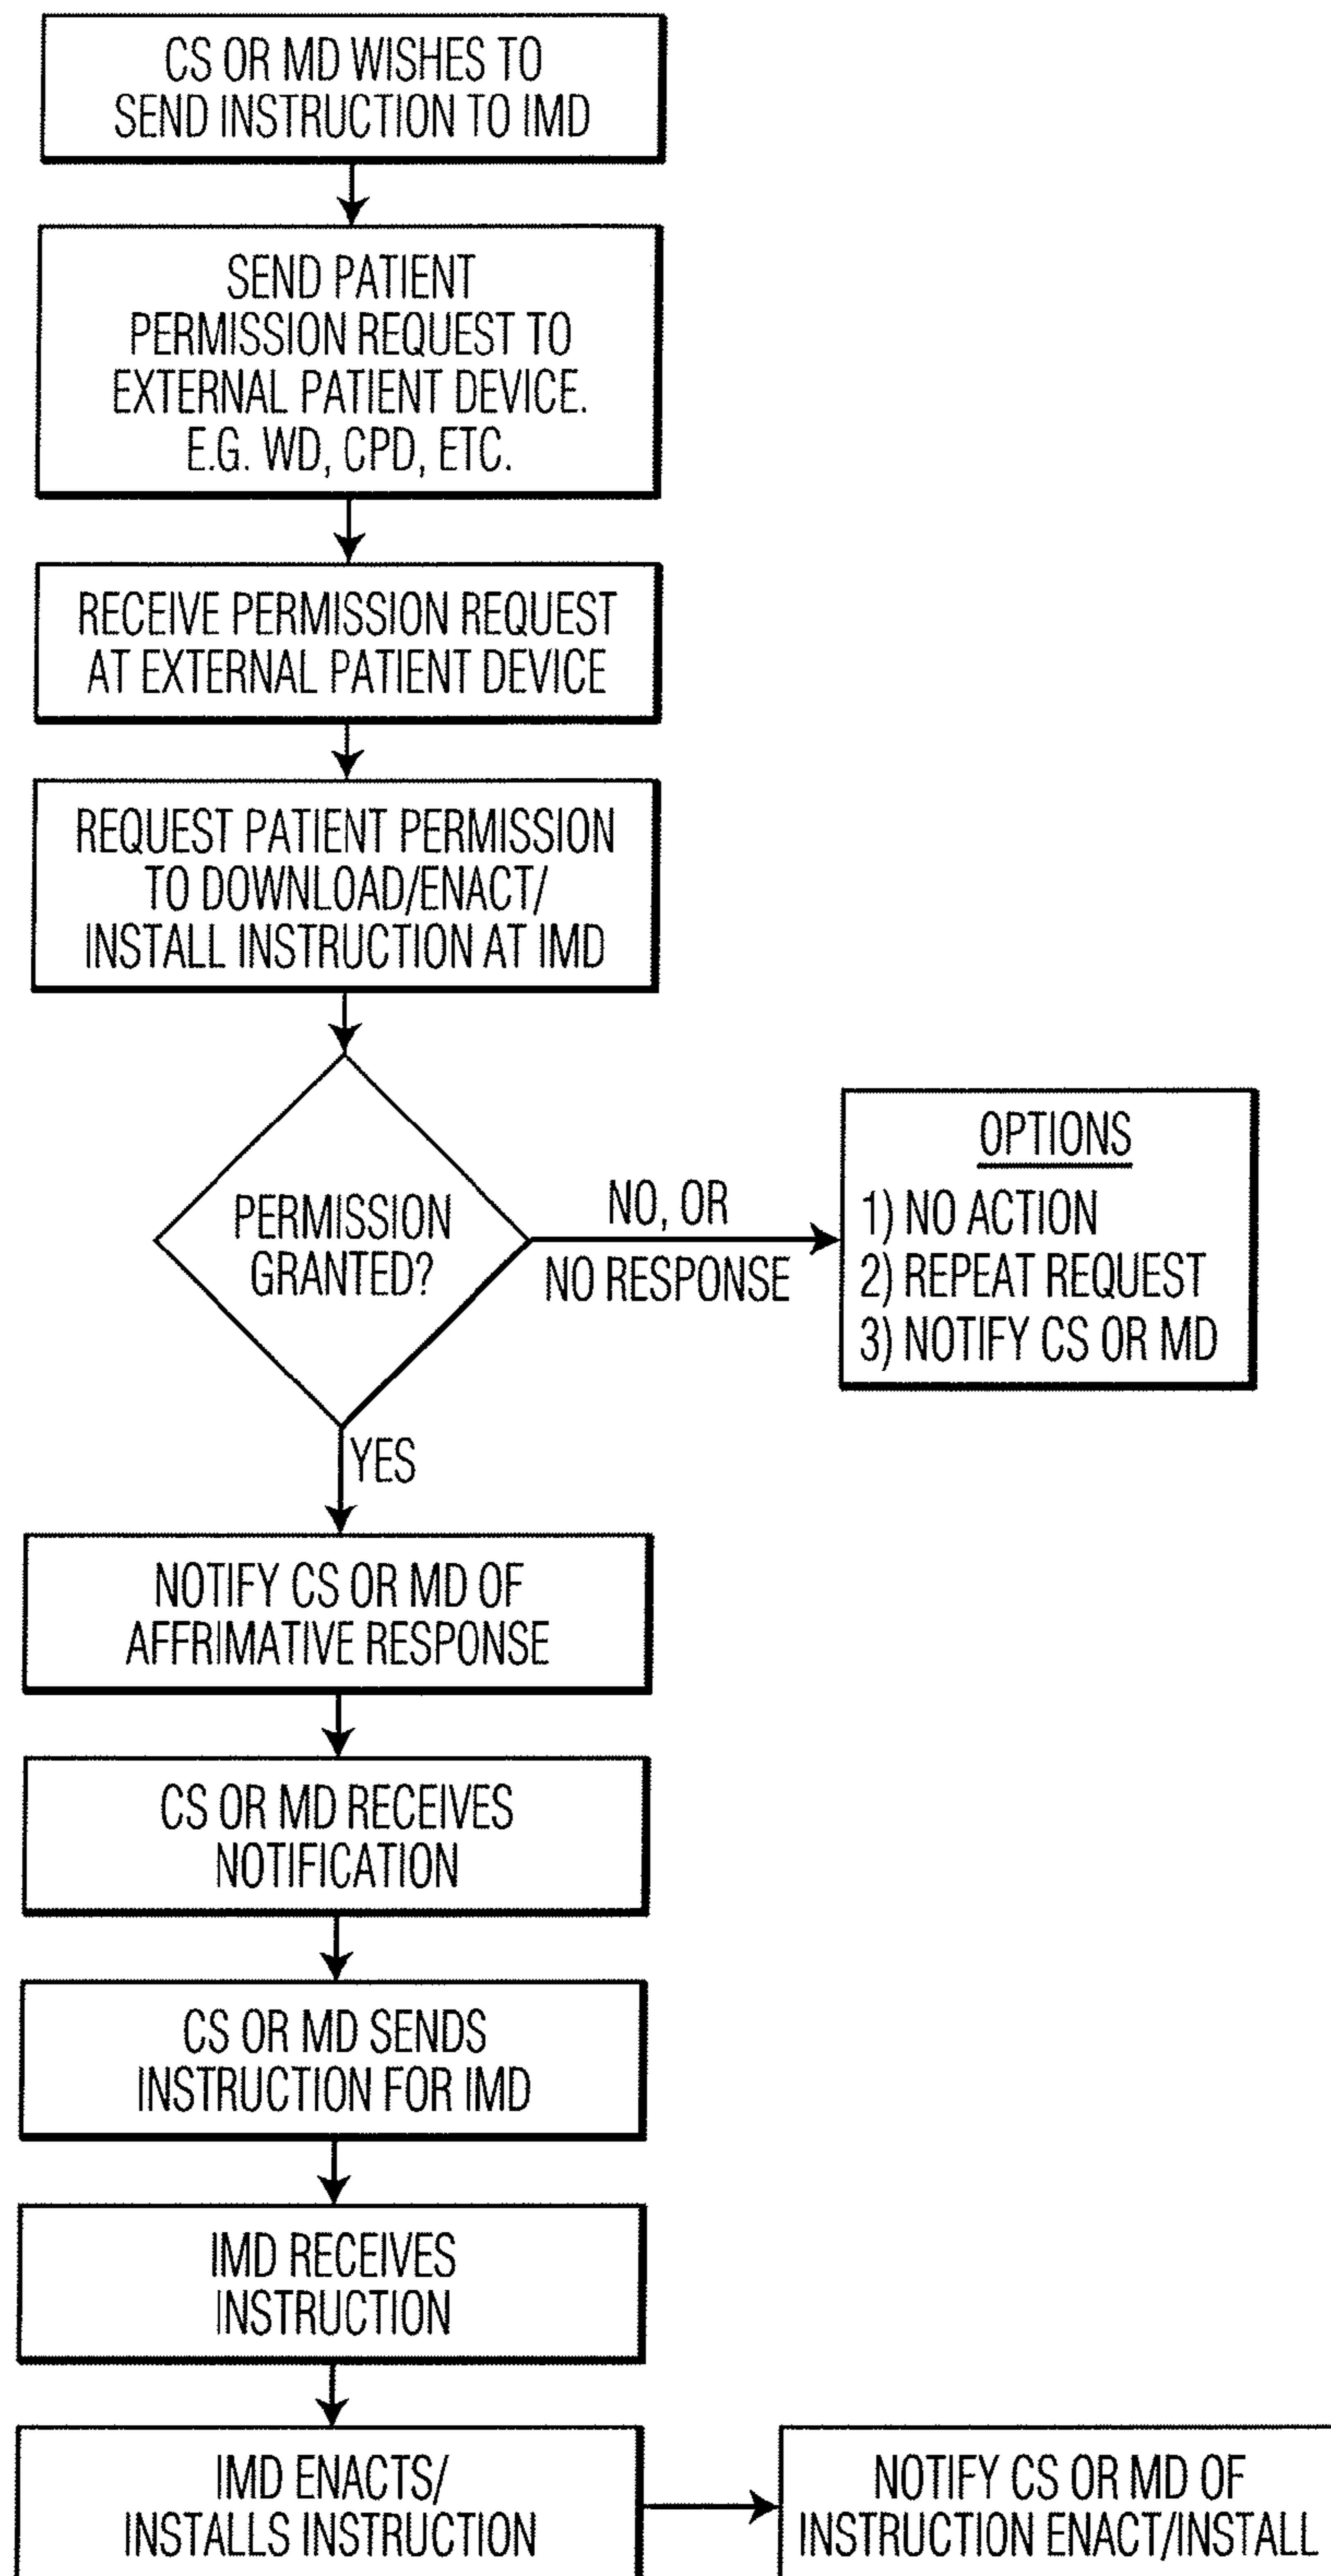 CS OR MD WISHES TO
SEND INSTRUCTION TO IMD
SEND PATIENT
PERMISSION REQUEST TO
EXTERNAL PATIENT DEVICE.
E.G. WD, CPD, ETC.
RECEIVE PERMISSION REQUEST
AT EXTERNAL PATIENT DEVICE
REQUEST PATIENT PERMISSION
TO DOWNLOAD/ENACT/
INSTALL INSTRUCTION AT IMD
PERMISSION
GRANTED?
NO, OR
NO RESPONSE
OPTIONS
1) NO ACTION
2) REPEAT REQUEST
3) NOTIFY CS OR MD
YES
NOTIFY CS OR MD OF
AFFRIMATIVE RESPONSE
CS OR MD RECEIVES
NOTIFICATION
CS OR MD SENDS
INSTRUCTION FOR IMD
IMD RECEIVES
INSTRUCTION
IMD ENACTS/
INSTALLS INSTRUCTION
NOTIFY CS OR MD OF
INSTRUCTION ENACT/INSTALL